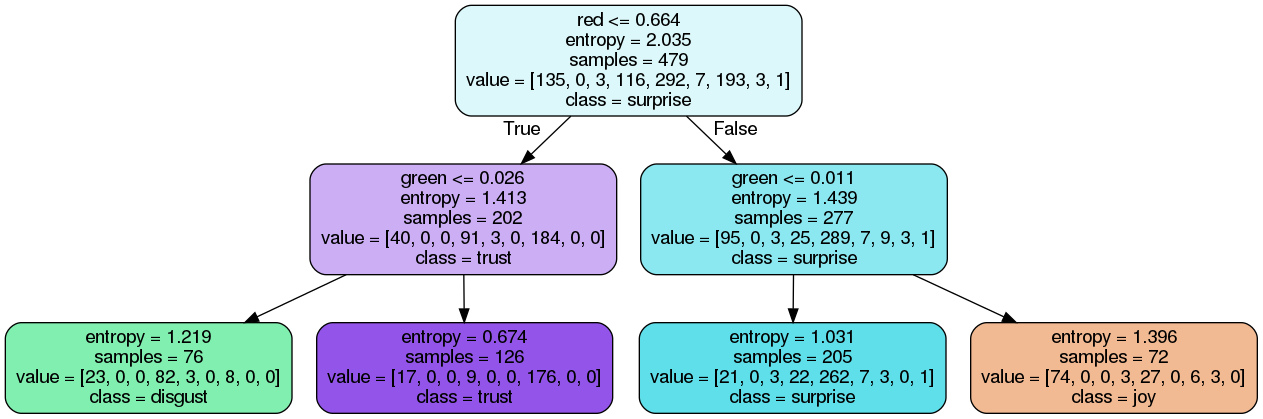 red <= 0.664
entropy = 2.035
samples = 479
value = [135, 0, 3, 116, 292, 7, 193, 3, 1]
class = surprise
True
False
green <= 0.026
entropy = 1.413
samples = 202
value = [40, 0, 0, 91, 3, 0, 184, 0, 0]
class = trust
green <= 0.011
entropy = 1.439
samples = 277
value = [95, 0, 3, 25, 289, 7, 9, 3, 1]
class = surprise
entropy = 1.219
samples = 76
value = [23, 0, 0, 82, 3, 0, 8, 0, 0]
class = disgust
entropy = 0.674
samples = 126
value = [17, 0, 0, 9, 0, 0, 176, 0, 0]
class = trust
entropy = 1.031
samples = 205
value = [21, 0, 3, 22, 262, 7, 3, 0, 1]
class = surprise
entropy = 1.396
samples = 72
value = [74, 0, 0, 3, 27, 0, 6, 3, 0]
class = joy